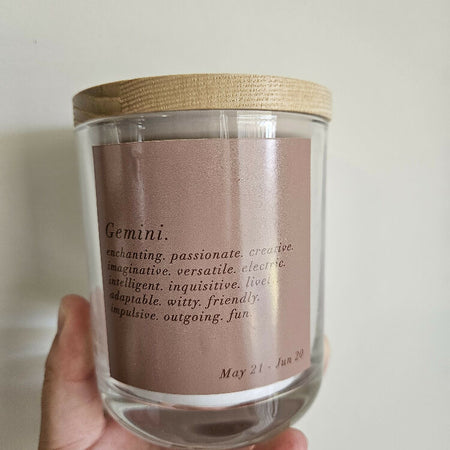 Gemini.
enchanting. passionate. creative.
imaginative. versatile. electric.
intelligent. inquisitive.
adaptable. witty. friendly.
impulsive. outgoing. fun.
May 21 - Jun 20